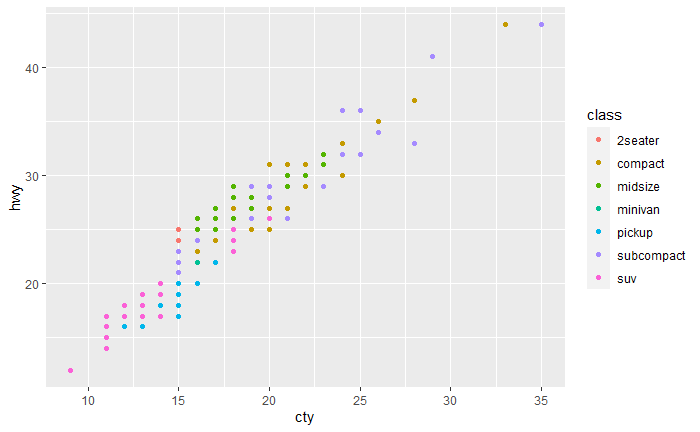 class
2seater
compact
midsize
minivan
pickup
subcompact
suv
hwy
40
30
20
10 15 20 25 30 35
cty